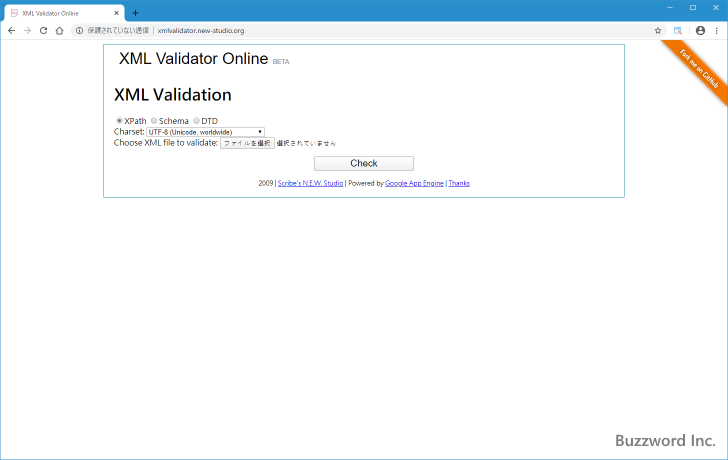 XML Validator Online
保護されていない通信 | xmlvalidator.new-studio.org
Fork me on GitHub
XML Validator Online BETA
XML Validation
XPath Schema DTD
Charset: UTF-8 (Unicode, worldwide)
Choose XML file to validate: ファイルを選択 選択されていません
Check
2009 | Scribe's N.E.W. Studio | Powered by Google App Engine | Thanks
Buzzword Inc.